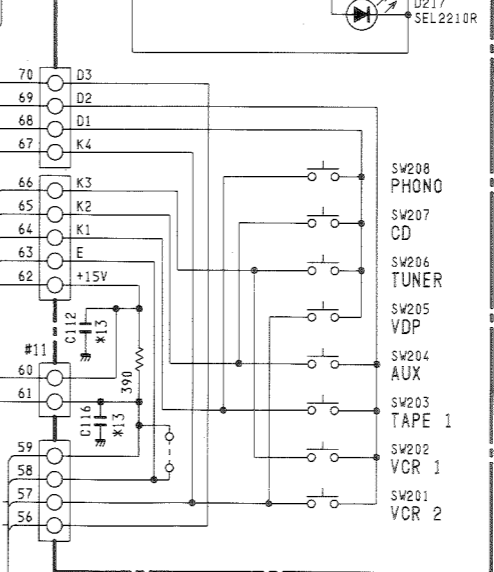 D217
SEL2210R
70 D3
69 D2
68 D1
67 K4
66 K3
65 K2
64 K1
63 E
62 +15V
SW208
PHONO
SW207
CD
SW206
TUNER
SW205
VDP
SW204
AUX
SW203
TAPE 1
SW202
VCR 1
SW201
VCR 2
C112
*13
#11
60
61
390
C116
*13
59
58
57
56